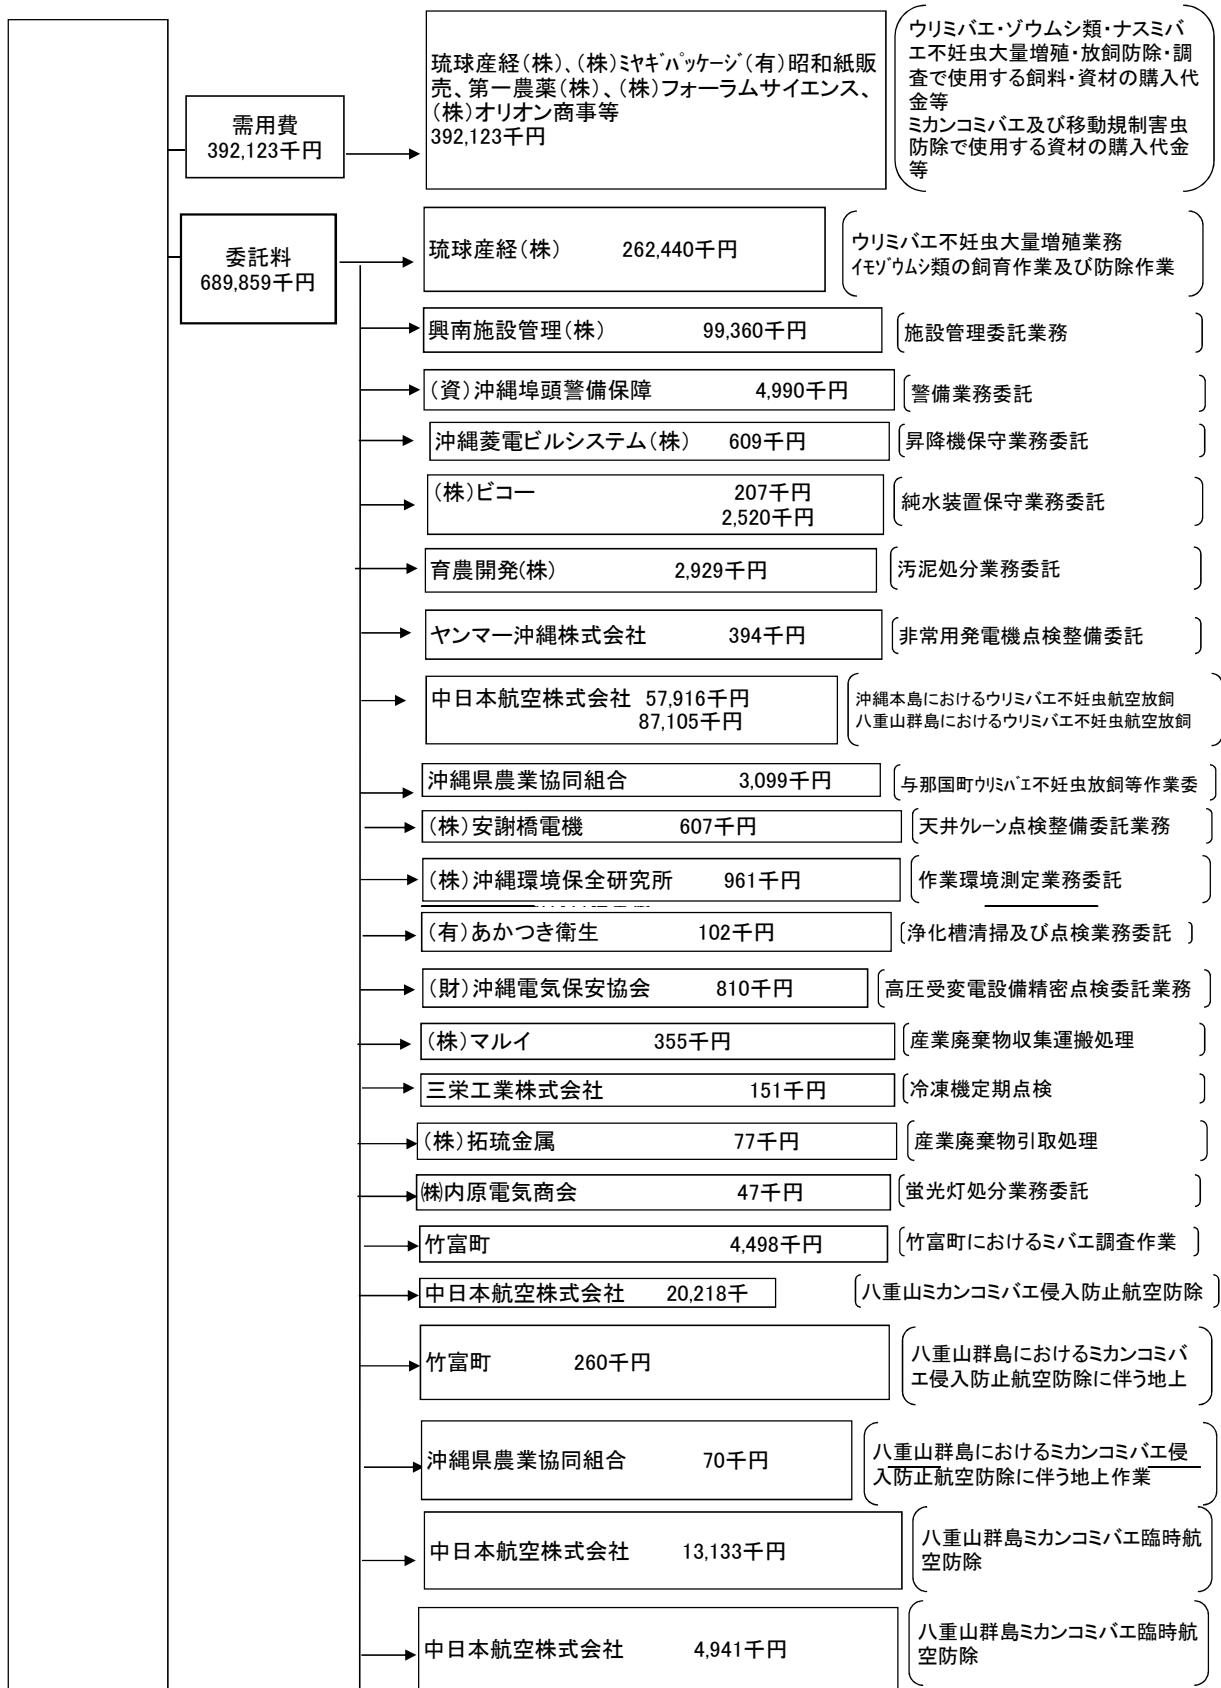 琉球産経（株）、（株）ミヤギパッケージ（有）昭和紙販
売、第一農薬（株）、（株）フォーラムサイエンス、
（株）オリオン商事等
392,123千円
ウリミバエ・ゾウムシ類・ナスミバ
エ不妊虫大量増殖・放飼防除・調
査で使用する飼料・資材の購入代
金等
ミカンコミバエ及び移動規制害虫
防除で使用する資材の購入代金
等
需用費
392,123千円
委託料
689,859千円
琉球産経（株） 262,440千円
ウリミバエ不妊虫大量増殖業務
イモゾウムシ類の飼育作業及び防除作業
興南施設管理（株） 99,360千円
施設管理委託業務
（資）沖縄埠頭警備保障 4,990千円
警備業務委託
沖縄菱電ビルシステム（株） 609千円
昇降機保守業務委託
（株）ビコー 207千円
2,520千円
純水装置保守業務委託
育農開発(株） 2,929千円
汚泥処分業務委託
ヤンマー沖縄株式会社 394千円
非常用発電機点検整備委託
中日本航空株式会社 57,916千円
87,105千円
沖縄本島におけるウリミバエ不妊虫航空放飼
八重山群島におけるウリミバエ不妊虫航空放飼
沖縄県農業協同組合 3,099千円
与那国町ウリミバエ不妊虫放飼等作業委
（株）安謝橋電機 607千円
天井クレーン点検整備委託業務
（株）沖縄環境保全研究所 961千円
作業環境測定業務委託
（有）あかつき衛生 102千円
浄化槽清掃及び点検業務委託
（財）沖縄電気保安協会 810千円
高圧受変電設備精密点検委託業務
（株）マルイ 355千円
産業廃棄物収集運搬処理
三栄工業株式会社 151千円
冷凍機定期点検
（株）拓琉金属 77千円
産業廃棄物引取処理
㈱内原電気商会 47千円
蛍光灯処分業務委託
竹富町 4,498千円
竹富町におけるミバエ調査作業
中日本航空株式会社 20,218千
八重山ミカンコミバエ侵入防止航空防除
竹富町 260千円
八重山群島におけるミカンコミバ
エ侵入防止航空防除に伴う地上
沖縄県農業協同組合 70千円
八重山群島におけるミカンコミバエ侵
入防止航空防除に伴う地上作業
中日本航空株式会社 13,133千円
八重山群島ミカンコミバエ臨時航
空防除
中日本航空株式会社 4,941千円
八重山群島ミカンコミバエ臨時航
空防除